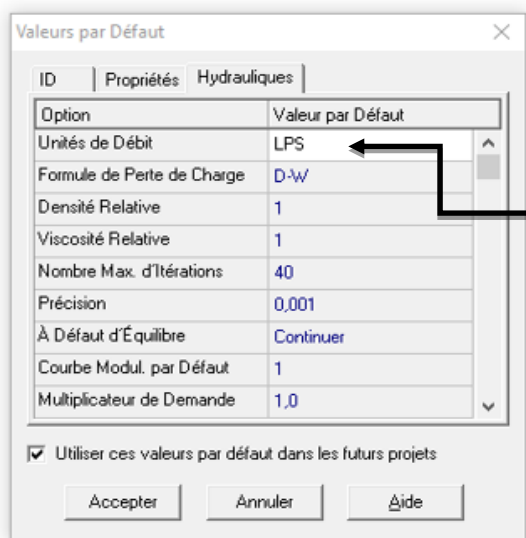 Valeurs par Défaut
ID Propriétés Hydrauliques
Option Valeur par Défaut
Unités de Débit LPS
Formule de Perte de Charge D-W
Densité Relative 1
Viscosité Relative 1
Nombre Max. d'Itérations 40
Précision 0,001
À Défaut d'Équilibre Continuer
Courbe Modul. par Défaut 1
Multiplicateur de Demande 1,0
Utiliser ces valeurs par défaut dans les futurs projets
Accepter Annuler Aide